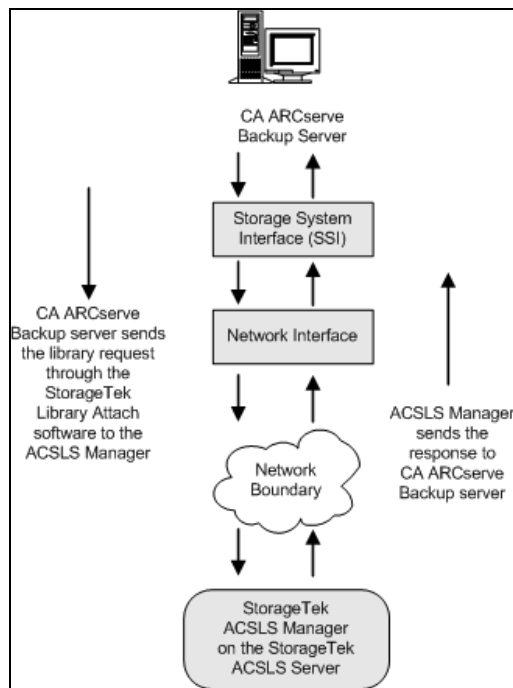 CA ARCserve
Backup Server
Storage System
Interface (SSI)
Network Interface
CA ARCserve
Backup server sends
the library request
through the
StorageTek
Library Attach
software to the
ACSLS Manager
ACSLS Manager
sends the
response to
CA ARCserve
Backup server
Network
Boundary
StorageTek
ACSLS Manager
on the StorageTek
ACSLS Server